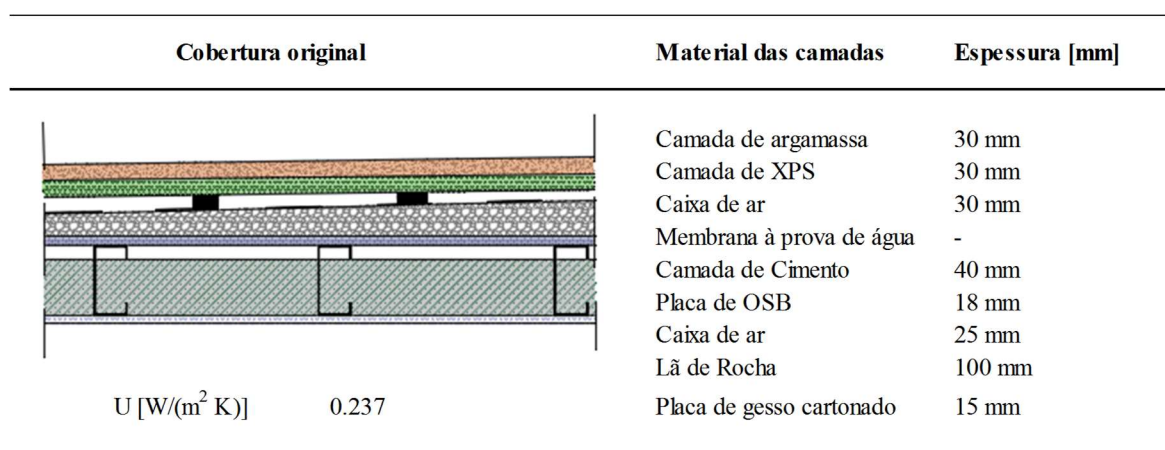 Cobertura original Material das camadas Espessura [mm]
Camada de argamassa 30 mm
Camada de XPS 30 mm
Caixa de ar 30 mm
Membrana à prova de água -
Camada de Cimento 40 mm
Placa de OSB 18 mm
Caixa de ar 25 mm
Lã de Rocha 100 mm
U [W/(m² K)] 0.237 Placa de gesso cartonado 15 mm